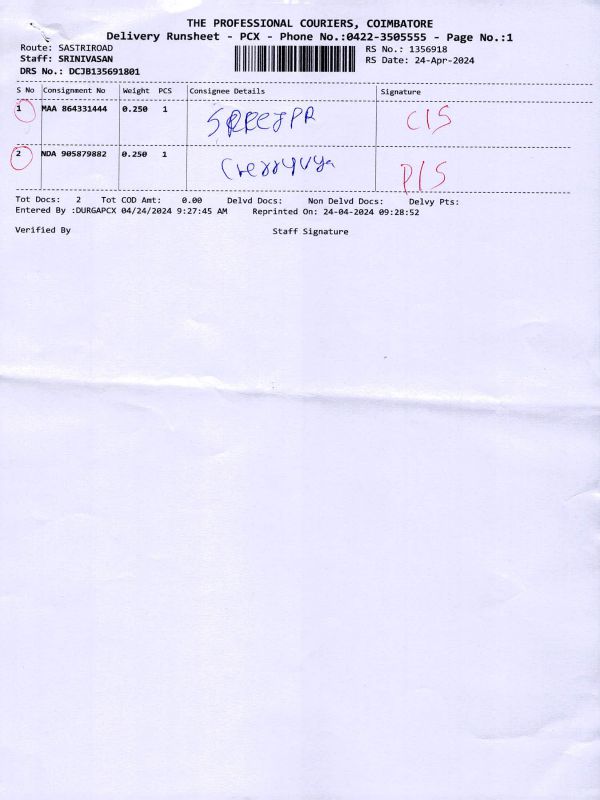 THE PROFESSIONAL COURIERS, COIMBATORE
Delivery Runsheet - PCX - Phone No.:0422-3505555 - Page No.:1
Route: SASTRIROAD RS No.: 1356918
Staff: SRINIVASAN RS Date: 24-Apr-2024
DRS No.: DCJB135691801
S No Consignment No Weight PCS Consignee Details Signature
1 MAA 864331444 0.250 1 CIS
2 NDA 905879882 0.250 1 PIS
Tot Docs: 2 Tot COD Amt: 0.00 Delvd Docs: Non Delvd Docs: Delvy Pts:
Entered By :DURGAPCX 04/24/2024 9:27:45 AM Reprinted On: 24-04-2024 09:28:52
Verified By Staff Signature